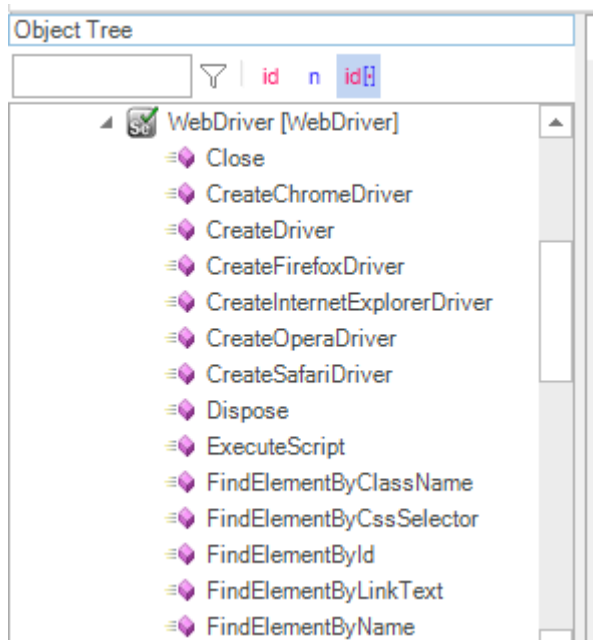 Object Tree
id n id[·]
Se WebDriver [WebDriver]
Close
CreateChromeDriver
CreateDriver
CreateFirefoxDriver
CreateInternetExplorerDriver
CreateOperaDriver
CreateSafariDriver
Dispose
ExecuteScript
FindElementByClassName
FindElementByCssSelector
FindElementById
FindElementByLinkText
FindElementByName